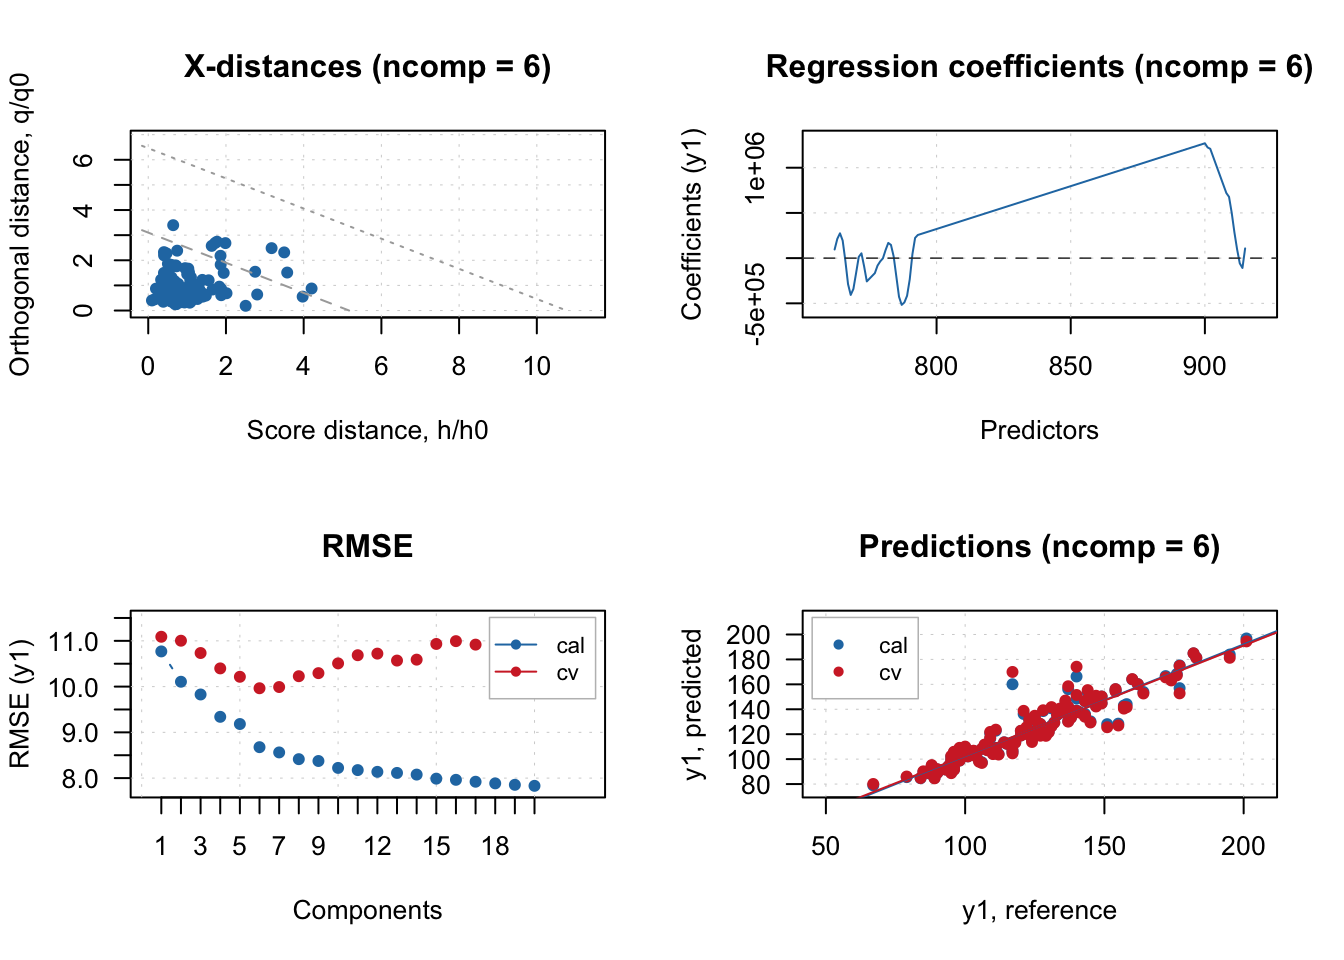 X-distances (ncomp = 6)
Orthogonal distance, q/q0
6
4
2
0
0 2 4 6 8 10
Score distance, h/h0
Regression coefficients (ncomp = 6)
Coefficients (y1)
1e+06
-5e+05
800 850 900
Predictors
RMSE
RMSE (y1)
11.0
10.0
9.0
8.0
cal
cv
1 3 5 7 9 12 15 18
Components
Predictions (ncomp = 6)
y1, predicted
200
180
160
140
120
100
80
cal
cv
50 100 150 200
y1, reference